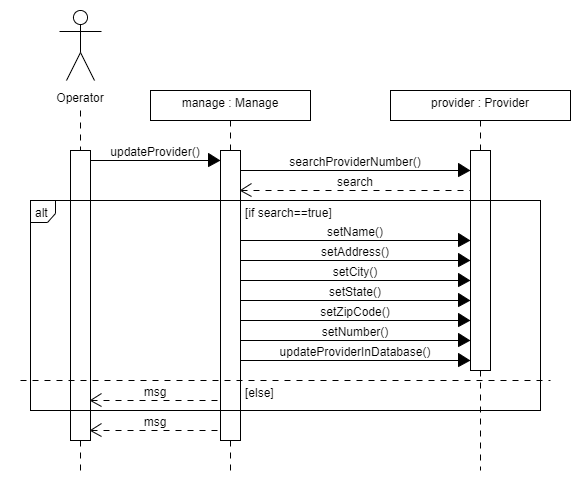 Operator
manage : Manage
provider : Provider
updateProvider()
searchProviderNumber()
search
alt
[if search==true]
setName()
setAddress()
setCity()
setState()
setZipCode()
setNumber()
updateProviderInDatabase()
msg
[else]
msg